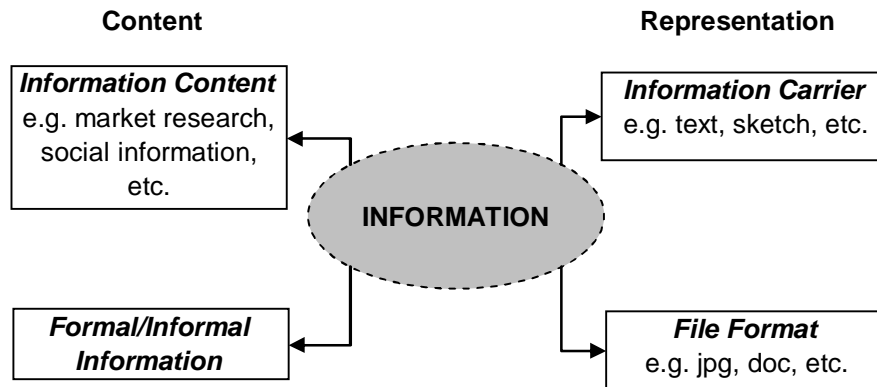 Content
Representation
Information Content
e.g. market research,
social information,
etc.
Information Carrier
e.g. text, sketch, etc.
INFORMATION
Formal/Informal
Information
File Format
e.g. jpg, doc, etc.